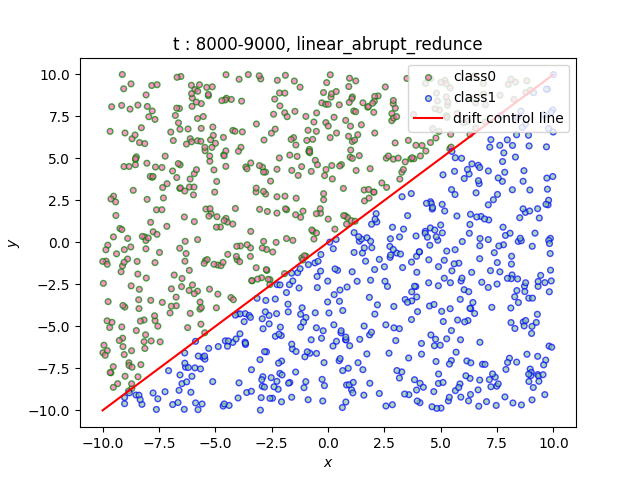 t : 8000-9000, linear_abrupt_redunce
class0
class1
drift control line
10.0
7.5
5.0
2.5
0.0
−2.5
−5.0
−7.5
−10.0
y
−10.0 −7.5 −5.0 −2.5 0.0 2.5 5.0 7.5 10.0
x